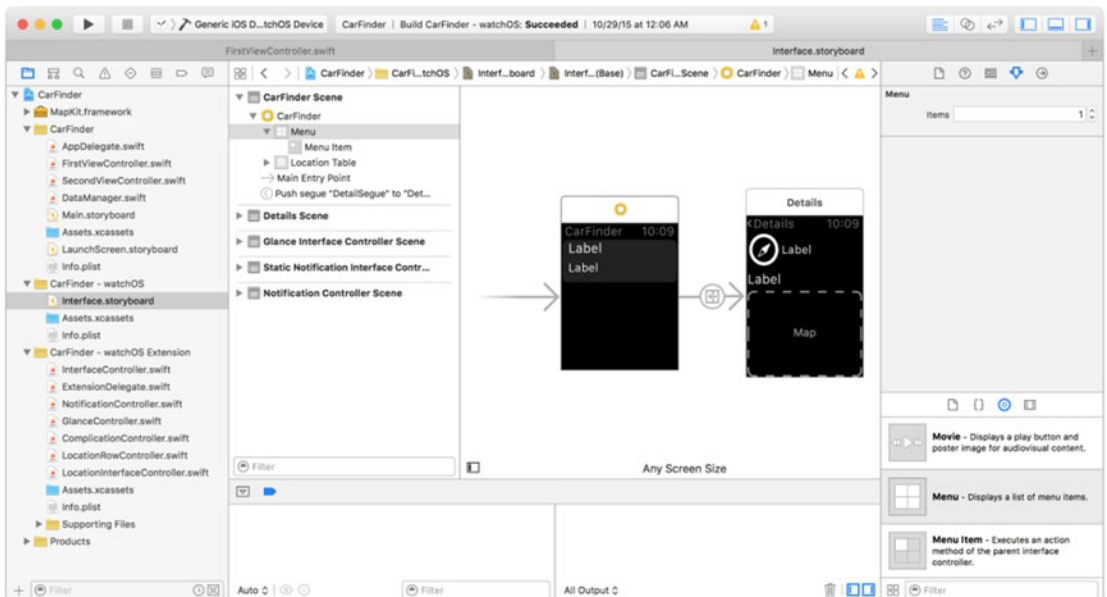 Generic iOS D...tchOS Device
CarFinder | Build CarFinder - watchOS: Succeeded | 10/29/15 at 12:06 AM
1
FirstViewController.swift
Interface.storyboard
+
CarFinder
CarFi...tchOS
Interf...board
Interf...(Base)
CarFi...Scene
CarFinder
Menu
CarFinder
MapKit.framework
CarFinder
AppDelegate.swift
FirstViewController.swift
SecondViewController.swift
DataManager.swift
Main.storyboard
Assets.xcassets
LaunchScreen.storyboard
Info.plist
CarFinder - watchOS
Interface.storyboard
Assets.xcassets
Info.plist
CarFinder - watchOS Extension
InterfaceController.swift
ExtensionDelegate.swift
NotificationController.swift
GlanceController.swift
ComplicationController.swift
LocationRowController.swift
LocationInterfaceController.swift
Assets.xcassets
Info.plist
Supporting Files
Products
Filter
CarFinder Scene
CarFinder
Menu
Menu Item
Location Table
Main Entry Point
Push segue "DetailSegue" to "Det...
Details Scene
Glance Interface Controller Scene
Static Notification Interface Contr...
Notification Controller Scene
Filter
CarFinder 10:09
Label
Label
Details
<Details 10:09
Label
Label
Map
Any Screen Size
Auto
Filter
All Output
Menu
Items 1
Movie - Displays a play button and
poster image for audiovisual content.
Menu - Displays a list of menu items.
Menu Item - Executes an action
method of the parent interface
controller.
Filter